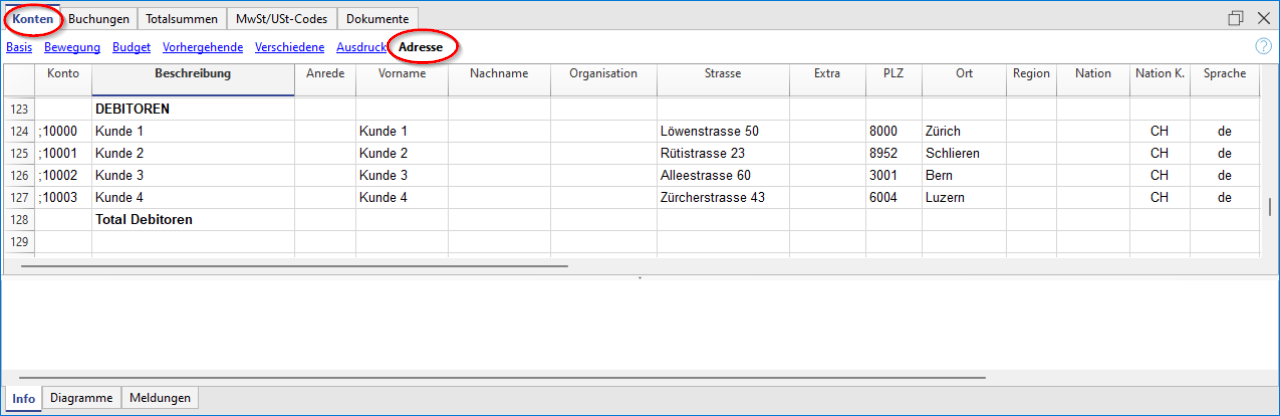 Konten Buchungen Totalsummen MwSt/USt-Codes Dokumente
Basis Bewegung Budget Vorhergehende Verschiedene Ausdruck Adresse ?
Konto Beschreibung Anrede Vorname Nachname Organisation Strasse Extra PLZ Ort Region Nation Nation K. Sprache
123 DEBITOREN
124 ;10000 Kunde 1 Kunde 1 Löwenstrasse 50 8000 Zürich CH de
125 ;10001 Kunde 2 Kunde 2 Rütistrasse 23 8952 Schlieren CH de
126 ;10002 Kunde 3 Kunde 3 Alleestrasse 60 3001 Bern CH de
127 ;10003 Kunde 4 Kunde 4 Zürcherstrasse 43 6004 Luzern CH de
128 Total Debitoren
129
Info Diagramme Meldungen